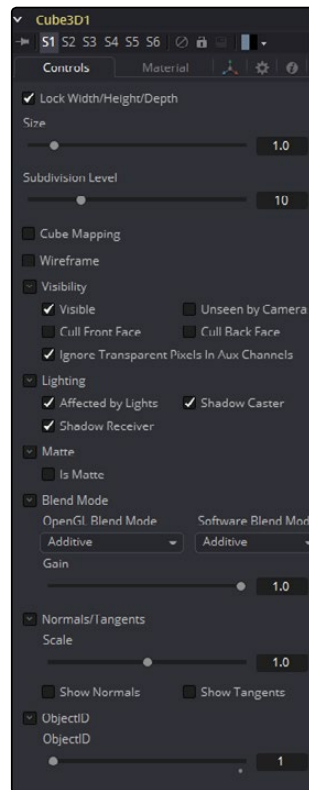 Cube3D1
S1 S2 S3 S4 S5 S6
Controls Material
Lock Width/Height/Depth
Size
1.0
Subdivision Level
10
Cube Mapping
Wireframe
Visibility
Visible Unseen by Camera
Cull Front Face Cull Back Face
Ignore Transparent Pixels In Aux Channels
Lighting
Affected by Lights Shadow Caster
Shadow Receiver
Matte
Is Matte
Blend Mode
OpenGL Blend Mode Software Blend Mod
Additive Additive
Gain
1.0
Normals/Tangents
Scale
1.0
Show Normals Show Tangents
ObjectID
ObjectID
1